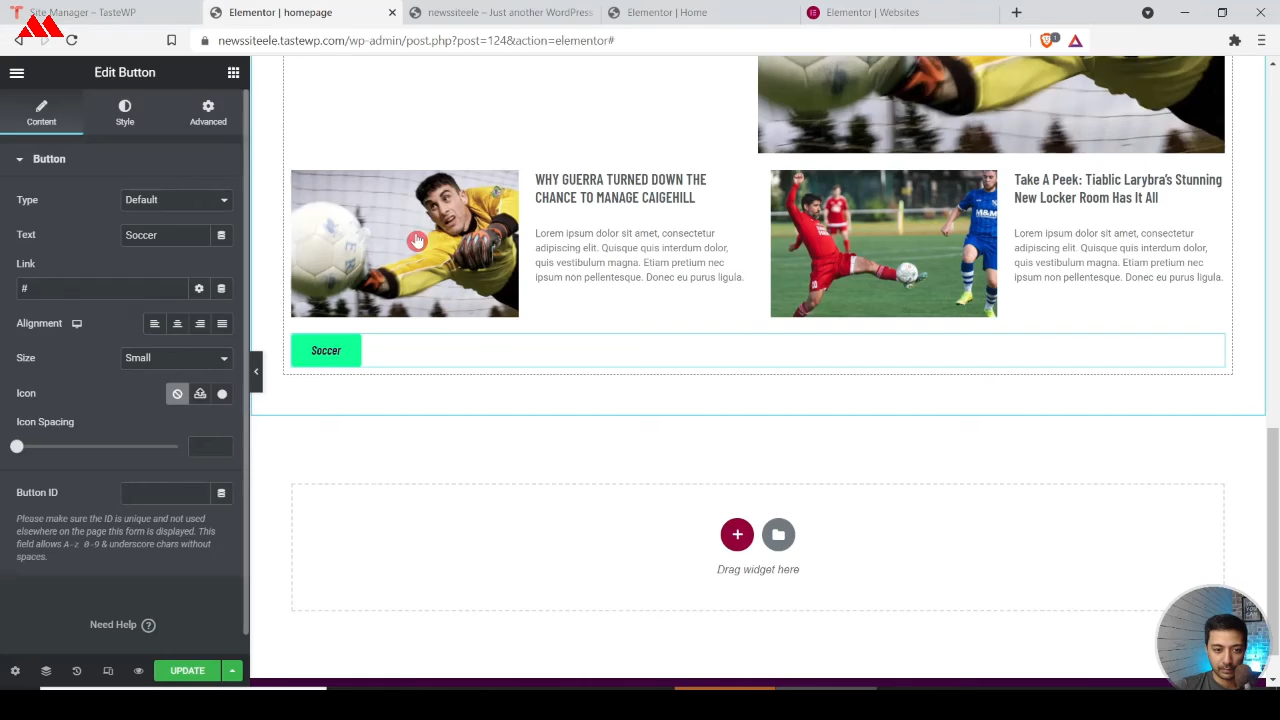 Site Manager - TasteWP
Elementor | homepage
newssiteele – Just another WordPress
Elementor | Home
Elementor | Websites
newssiteele.tastewp.com/wp-admin/post.php?post=124&action=elementor#
1
Edit Button
Content
Style
Advanced
Button
Type
Default
Text
Soccer
Link
#
Alignment
Size
Small
Icon
Icon Spacing
Button ID
Please make sure the ID is unique and not used
elsewhere on the page this form is displayed. This
field allows A-z 0-9 & underscore chars without
spaces.
Need Help ?
UPDATE
WHY GUERRA TURNED DOWN THE
CHANCE TO MANAGE CAIGEHILL
Lorem ipsum dolor sit amet, consectetur
adipiscing elit. Quisque quis interdum dolor,
quis vestibulum magna. Etiam pretium nec
ipsum non pellentesque. Donec eu purus ligula.
Take A Peek: Tiablic Larybra's Stunning
New Locker Room Has It All
Lorem ipsum dolor sit amet, consectetur
adipiscing elit. Quisque quis interdum dolor,
quis vestibulum magna. Etiam pretium nec
ipsum non pellentesque. Donec eu purus ligula.
M&M
Soccer
Drag widget here